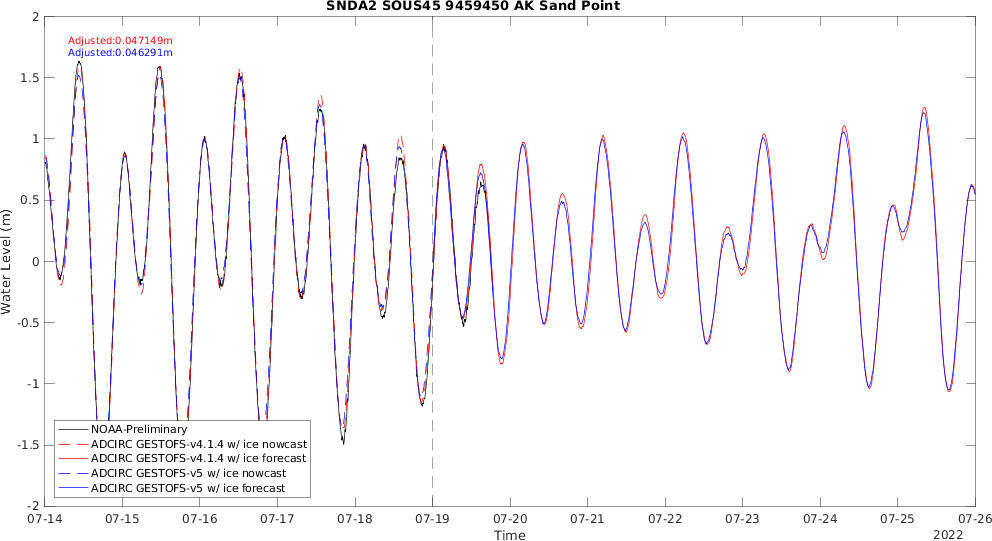 SNDA2 SOUS45 9459450 AK Sand Point
Adjusted:0.047149m
Adjusted:0.046291m
2
1.5
1
0.5
0
-0.5
-1
-1.5
-2
Water Level (m)
NOAA-Preliminary
ADCIRC GESTOFS-v4.1.4 w/ ice nowcast
ADCIRC GESTOFS-v4.1.4 w/ ice forecast
ADCIRC GESTOFS-v5 w/ ice nowcast
ADCIRC GESTOFS-v5 w/ ice forecast
07-14 07-15 07-16 07-17 07-18 07-19 07-20 07-21 07-22 07-23 07-24 07-25 07-26
Time
2022